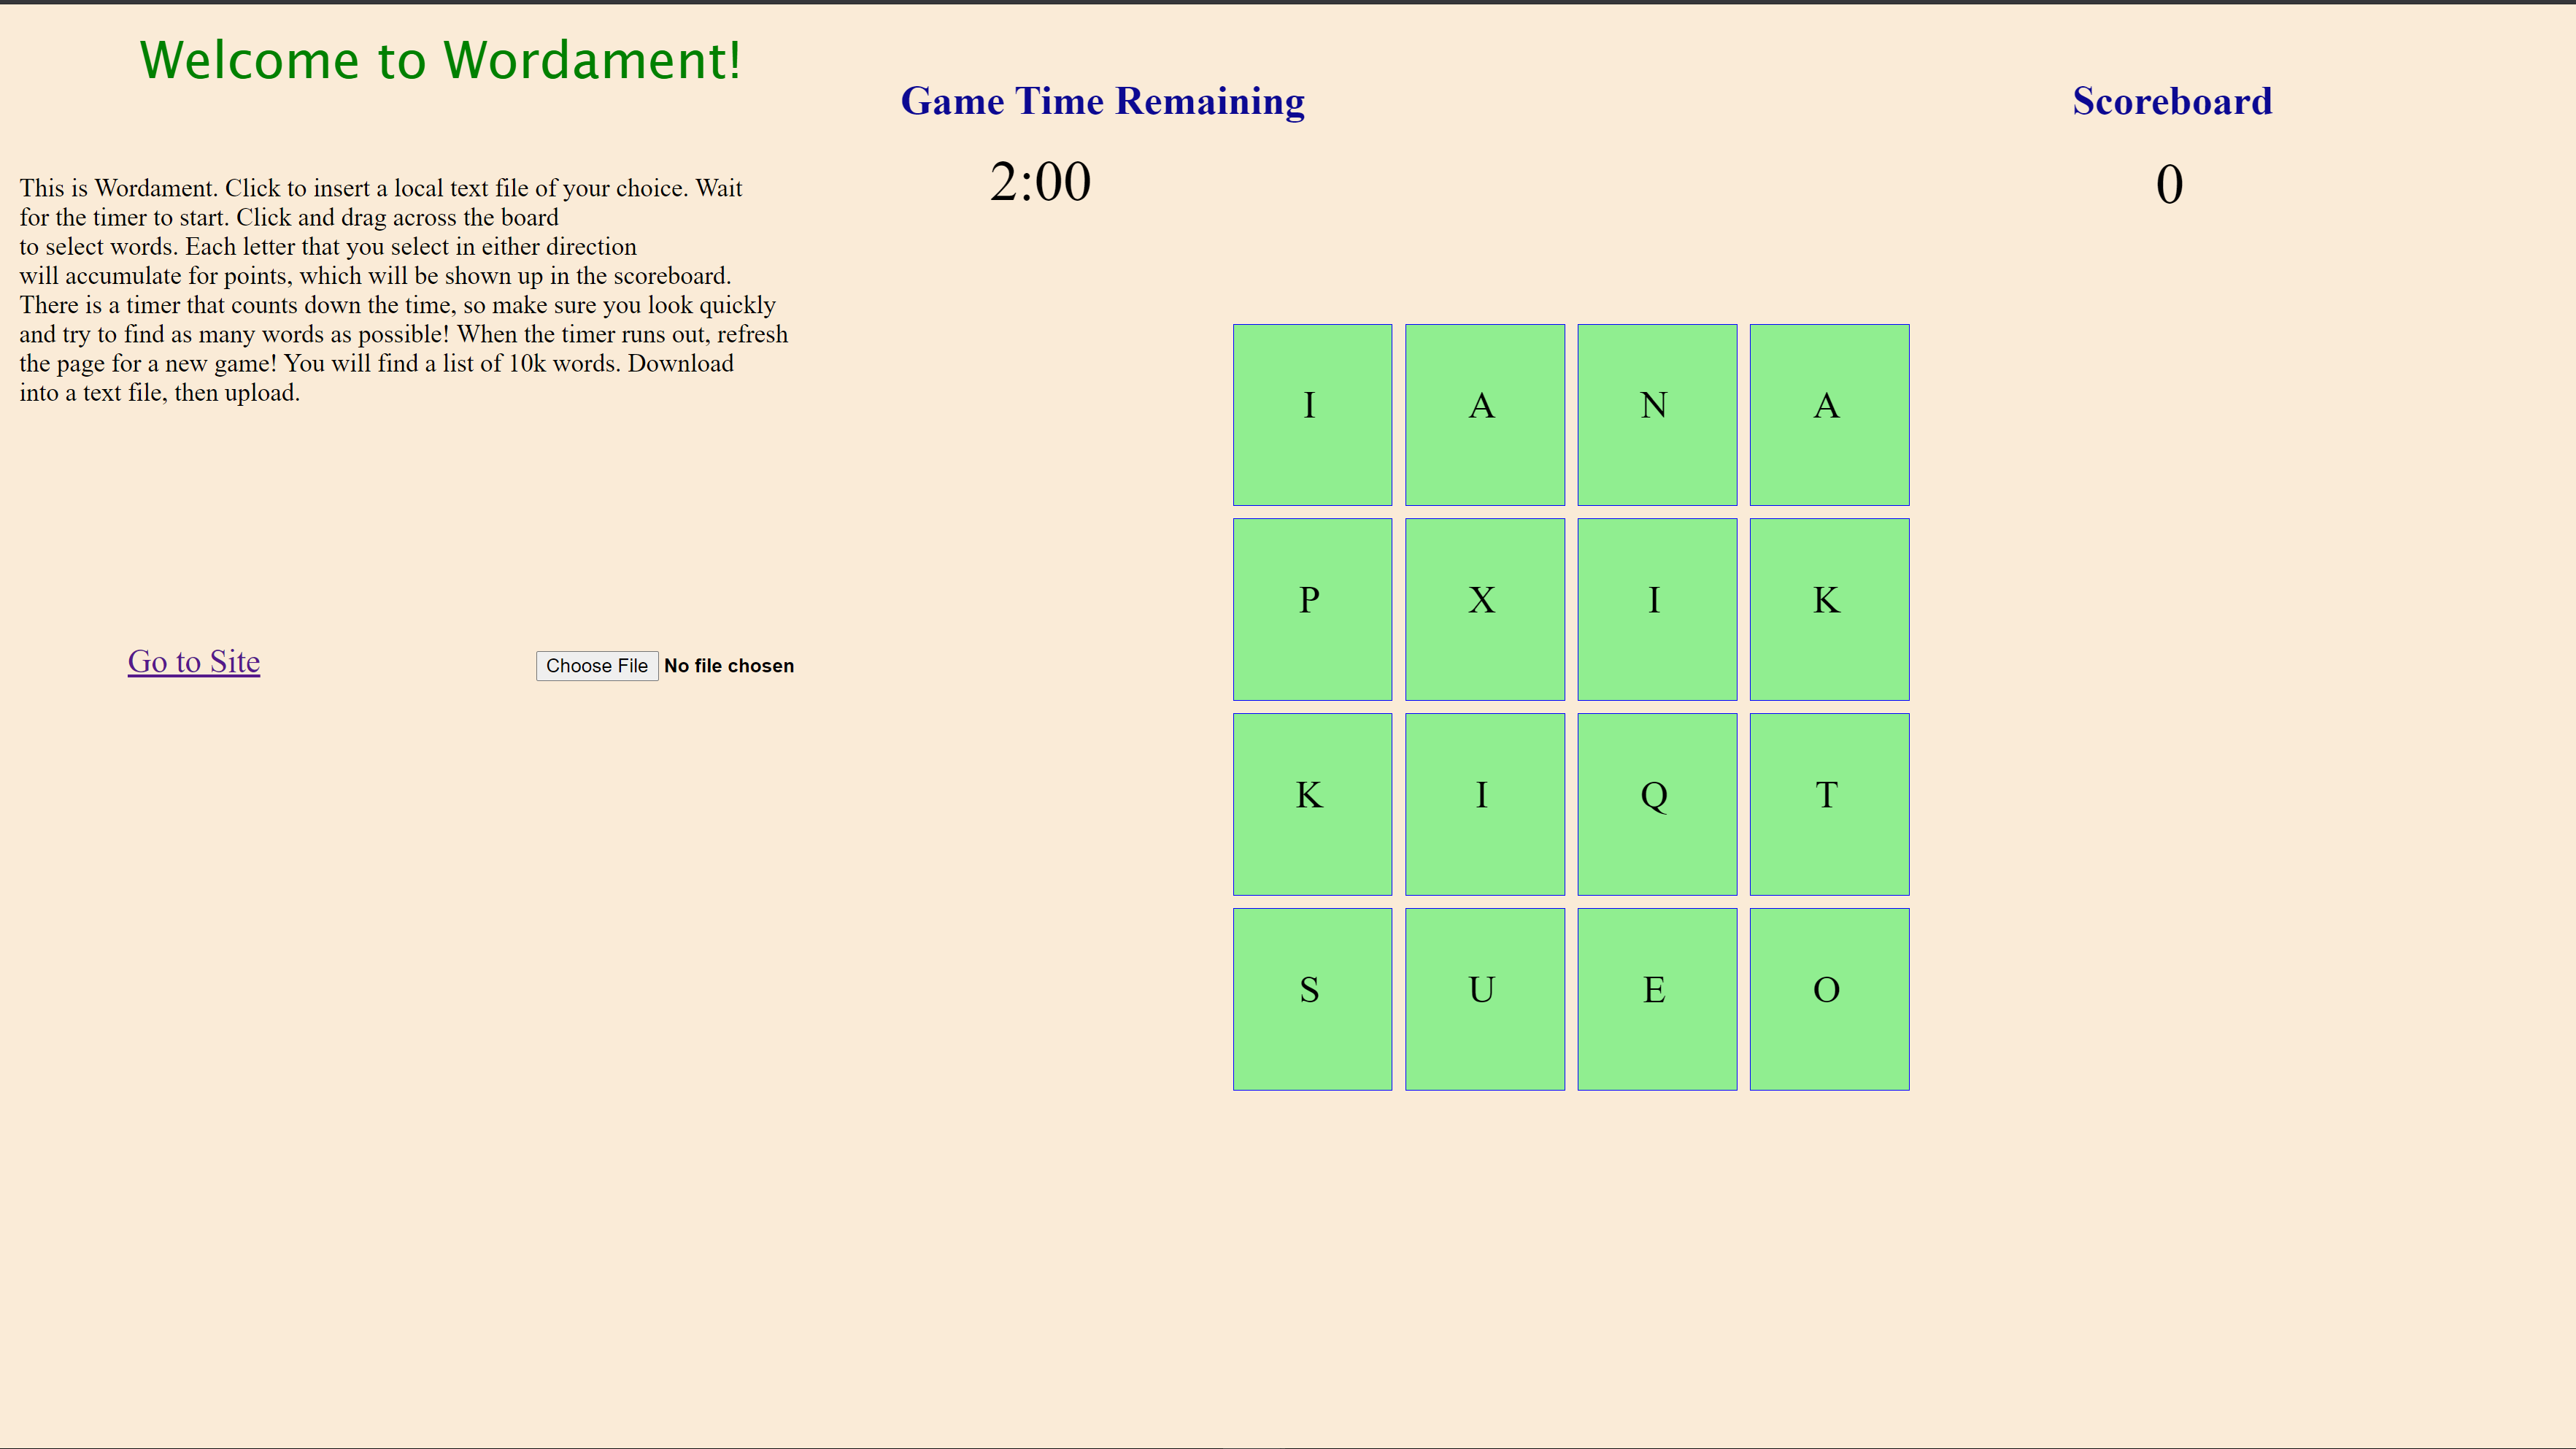 Welcome to Wordament!
Game Time Remaining
Scoreboard
2:00
0
This is Wordament. Click to insert a local text file of your choice. Wait
for the timer to start. Click and drag across the board
to select words. Each letter that you select in either direction
will accumulate for points, which will be shown up in the scoreboard.
There is a timer that counts down the time, so make sure you look quickly
and try to find as many words as possible! When the timer runs out, refresh
the page for a new game! You will find a list of 10k words. Download
into a text file, then upload.
Go to Site
Choose File No file chosen
I A N A
P X I K
K I Q T
S U E O